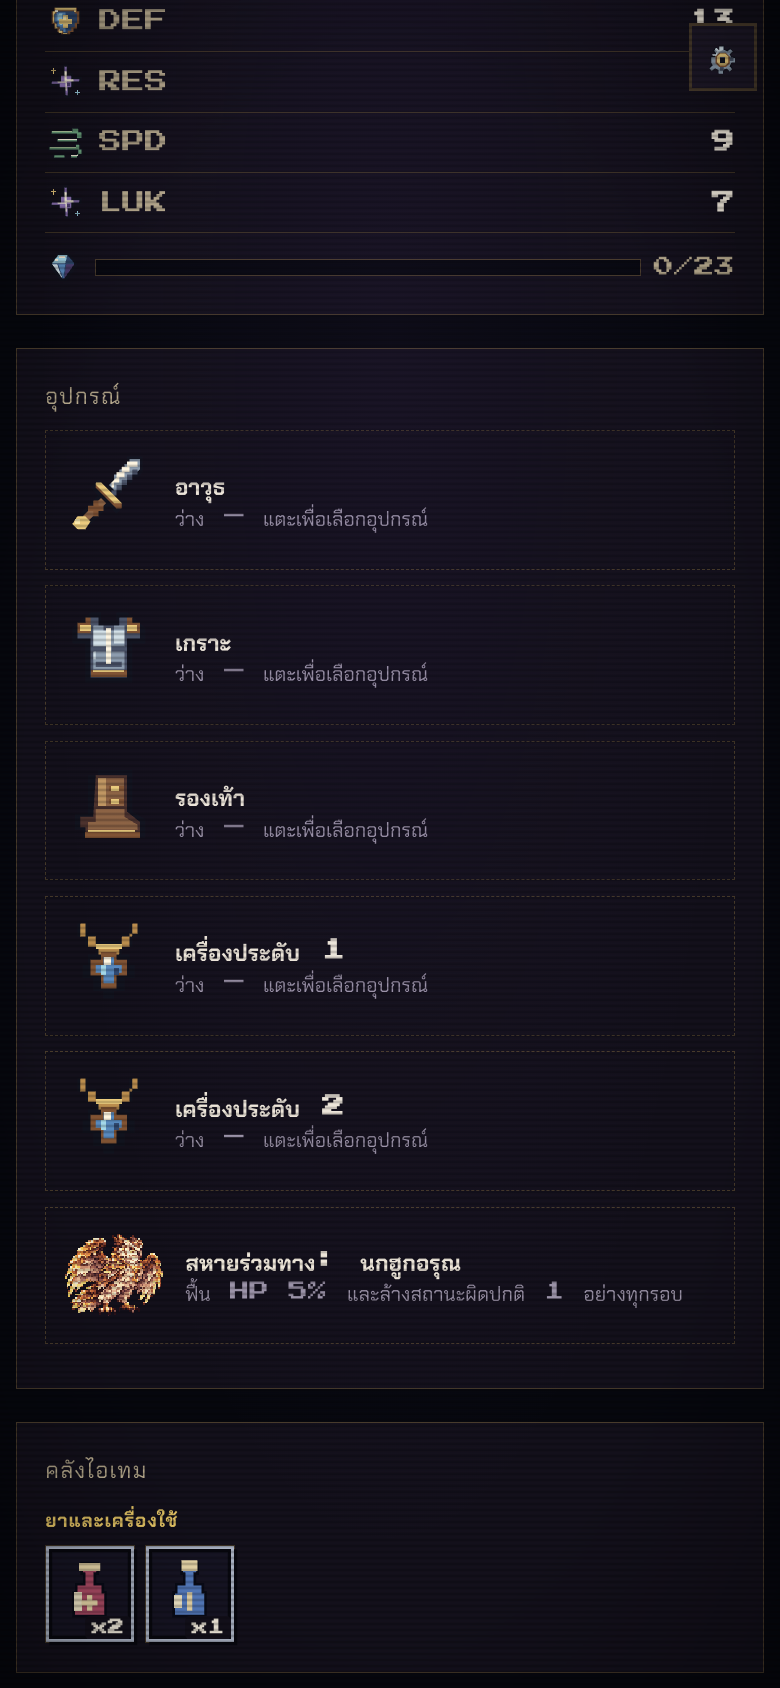 DEF 13
RES
SPD 9
LUK 7
0/23
อุปกรณ์
อาวุธ
ว่าง — แตะเพื่อเลือกอุปกรณ์
เกราะ
ว่าง — แตะเพื่อเลือกอุปกรณ์
รองเท้า
ว่าง — แตะเพื่อเลือกอุปกรณ์
เครื่องประดับ 1
ว่าง — แตะเพื่อเลือกอุปกรณ์
เครื่องประดับ 2
ว่าง — แตะเพื่อเลือกอุปกรณ์
สหายร่วมทาง: นกฮูกอรุณ
ฟื้น HP 5% และล้างสถานะผิดปกติ 1 อย่างทุกรอบ
คลังไอเทม
ยาและเครื่องใช้
x2 x1